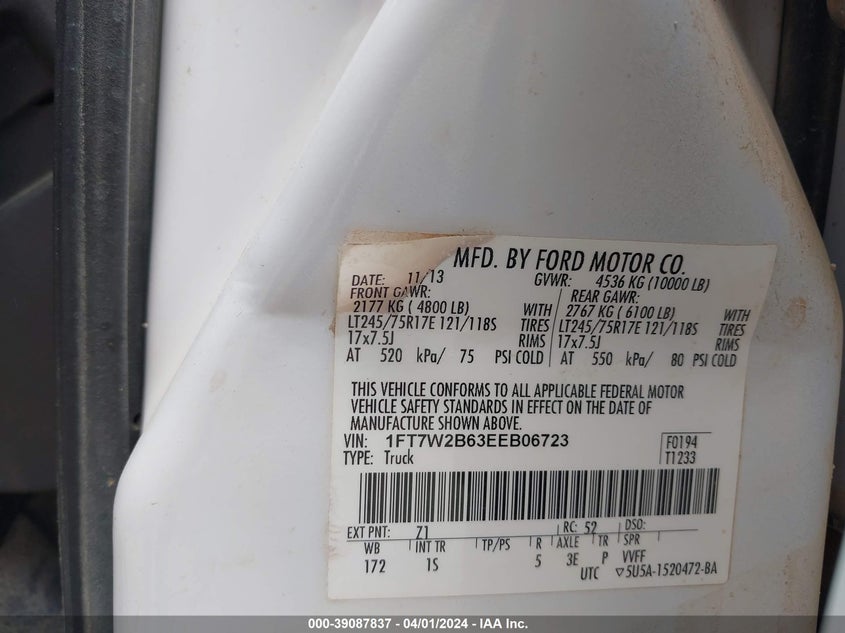 MFD. BY FORD MOTOR CO.
DATE: 11/13 GVWR: 4536 KG (10000 LB)
FRONT GAWR: REAR GAWR:
2177 KG ( 4800 LB) WITH 2767 KG ( 6100 LB) WITH
LT245/75R17E 121/118S TIRES LT245/75R17E 121/118S TIRES
17x7.5J RIMS 17x7.5J RIMS
AT 520 kPa/ 75 PSI COLD AT 550 kPa/ 80 PSI COLD
THIS VEHICLE CONFORMS TO ALL APPLICABLE FEDERAL MOTOR
VEHICLE SAFETY STANDARDS IN EFFECT ON THE DATE OF
MANUFACTURE SHOWN ABOVE.
VIN: 1FT7W2B63EEB06723 F0194
TYPE: Truck T1233
EXT PNT: Z1 RC: 52 DSO:
WB INT TR TP/PS R AXLE TR SPR
172 1S 5 3E P VVFF
UTC ▽5U5A-1520472-BA
000-39087837 - 04/01/2024 - IAA Inc.